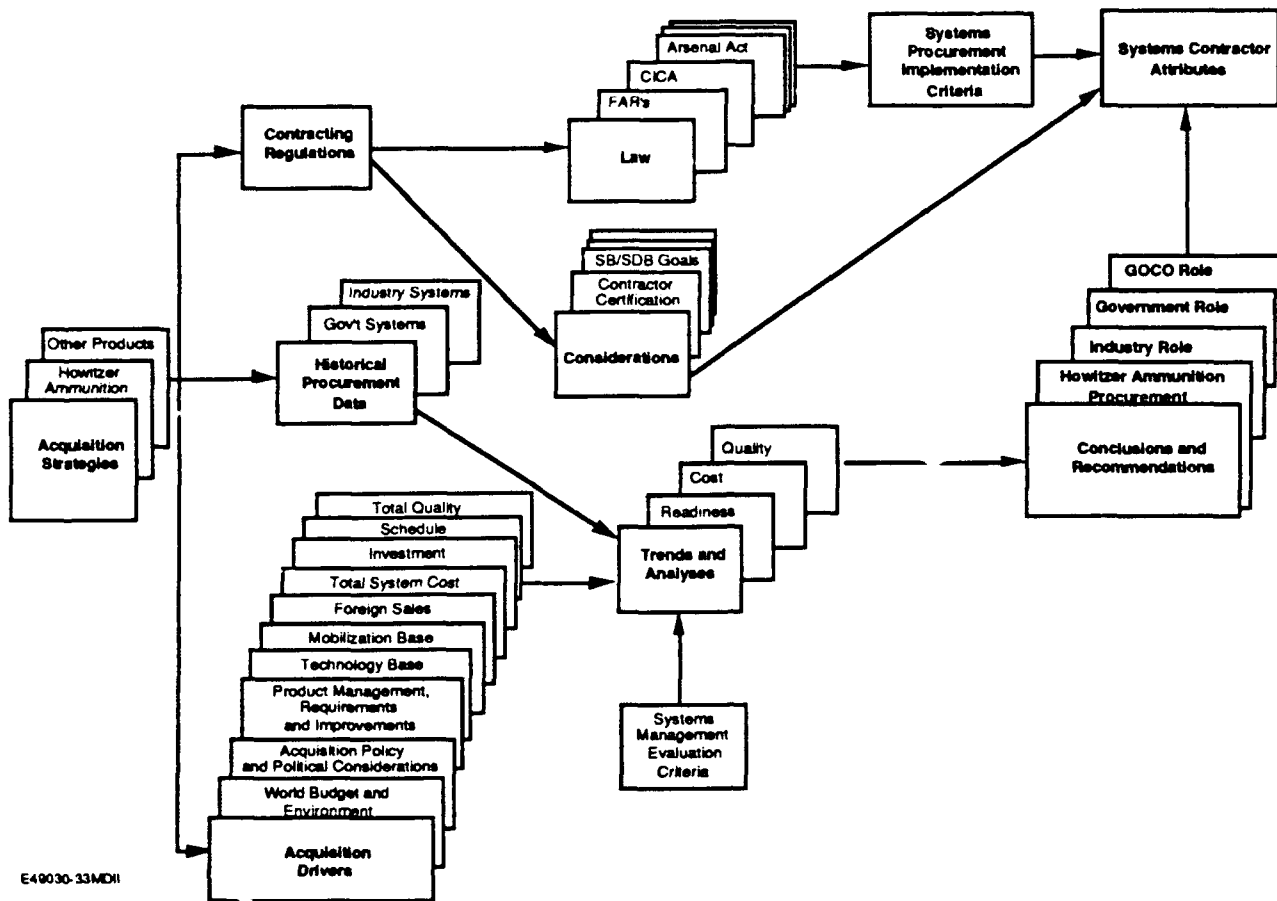 Arsenal Act
CICA
FAR's
Law
Systems
Procurement
Implementation
Criteria
Systems Contractor
Attributes
Contracting
Regulations
SB/SDB Goals
Contractor
Certification
Considerations
Industry Systems
Gov't Systems
Historical
Procurement
Data
Other Products
Howitzer
Ammunition
Acquisition
Strategies
GOCO Role
Government Role
Industry Role
Howitzer Ammunition
Procurement
Conclusions and
Recommendations
Quality
Cost
Readiness
Trends and
Analyses
Total Quality
Schedule
Investment
Total System Cost
Foreign Sales
Mobilization Base
Technology Base
Product Management,
Requirements
and Improvements
Acquisition Policy
and Political Considerations
World Budget and
Environment
Acquisition
Drivers
Systems
Management
Evaluation
Criteria
E49030-33MDII